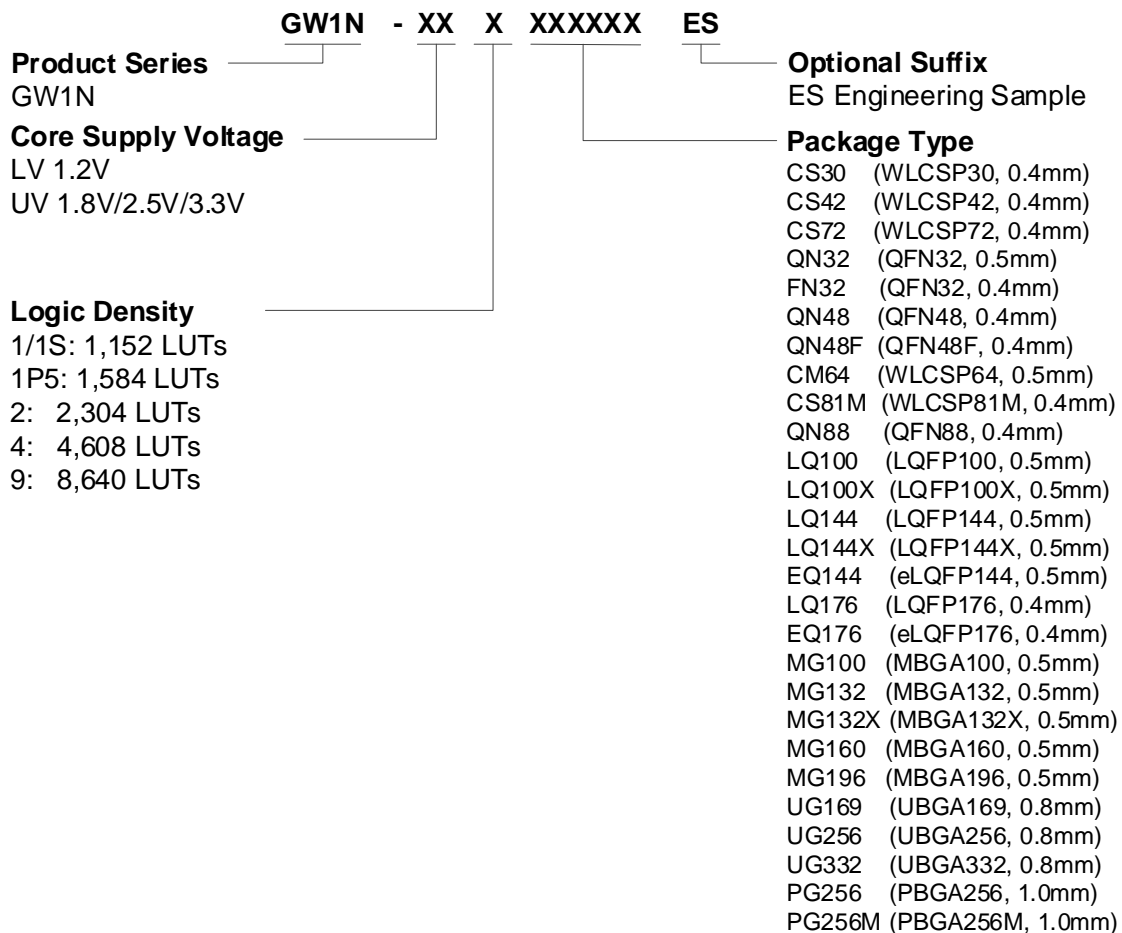 GW1N - XX X XXXXXX ES
Product Series
GW1N
Core Supply Voltage
LV 1.2V
UV 1.8V/2.5V/3.3V
Logic Density
1/1S: 1,152 LUTs
1P5: 1,584 LUTs
2: 2,304 LUTs
4: 4,608 LUTs
9: 8,640 LUTs
Optional Suffix
ES Engineering Sample
Package Type
CS30 (WLCSP30, 0.4mm)
CS42 (WLCSP42, 0.4mm)
CS72 (WLCSP72, 0.4mm)
QN32 (QFN32, 0.5mm)
FN32 (QFN32, 0.4mm)
QN48 (QFN48, 0.4mm)
QN48F (QFN48F, 0.4mm)
CM64 (WLCSP64, 0.5mm)
CS81M (WLCSP81M, 0.4mm)
QN88 (QFN88, 0.4mm)
LQ100 (LQFP100, 0.5mm)
LQ100X (LQFP100X, 0.5mm)
LQ144 (LQFP144, 0.5mm)
LQ144X (LQFP144X, 0.5mm)
EQ144 (eLQFP144, 0.5mm)
LQ176 (LQFP176, 0.4mm)
EQ176 (eLQFP176, 0.4mm)
MG100 (MBGA100, 0.5mm)
MG132 (MBGA132, 0.5mm)
MG132X (MBGA132X, 0.5mm)
MG160 (MBGA160, 0.5mm)
MG196 (MBGA196, 0.5mm)
UG169 (UBGA169, 0.8mm)
UG256 (UBGA256, 0.8mm)
UG332 (UBGA332, 0.8mm)
PG256 (PBGA256, 1.0mm)
PG256M (PBGA256M, 1.0mm)